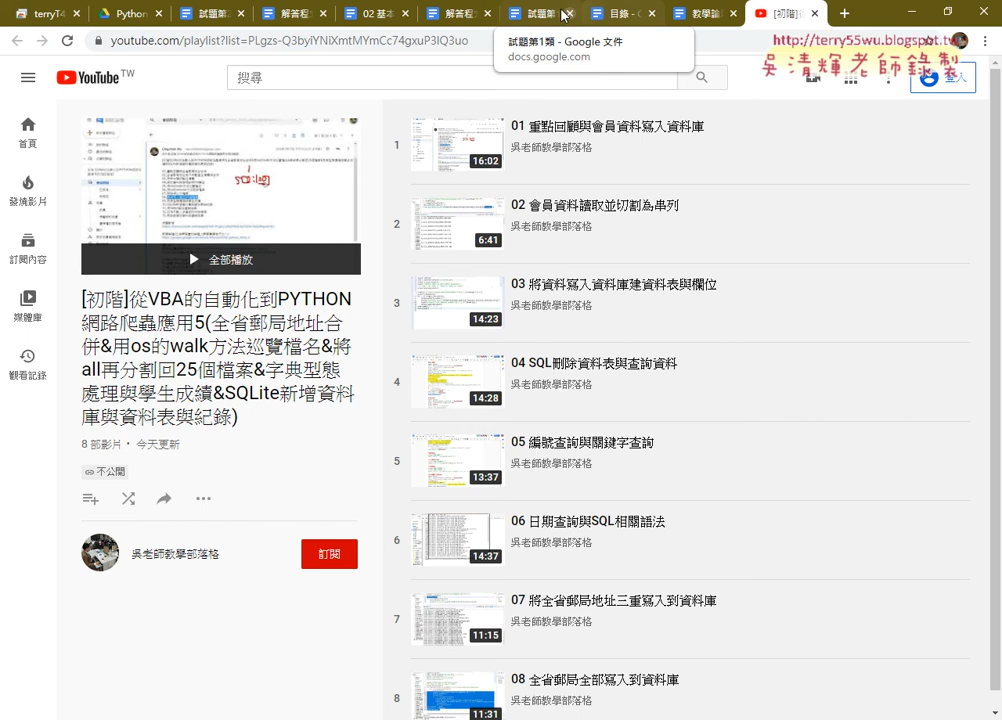 terryT4
Python
試題第2
解答程
02 基本
解答程
試題第
目錄 -
教學論
[初階]
youtube.com/playlist?list=PLgzs-Q3byiYNiXmtMYmCc74gxuP3IQ3uo
試題第1類 - Google 文件
docs.google.com
http://terry55wu.blogspot.tw
吳清輝老師錄製
YouTube TW
搜尋
登入
首頁
發燒影片
訂閱內容
媒體庫
觀看記錄
全部播放
[初階]從VBA的自動化到PYTHON
網路爬蟲應用5(全省郵局地址合
併&用os的walk方法巡覽檔名&將
all再分割回25個檔案&字典型態
處理與學生成績&SQLite新增資料
庫與資料表與紀錄)
8 部影片・今天更新
不公開
吳老師教學部落格
訂閱
1
16:02
01 重點回顧與會員資料寫入資料庫
吳老師教學部落格
2
6:41
02 會員資料讀取並切割為串列
吳老師教學部落格
3
14:23
03 將資料寫入資料庫建資料表與欄位
吳老師教學部落格
4
14:28
04 SQL刪除資料表與查詢資料
吳老師教學部落格
5
13:37
05 編號查詢與關鍵字查詢
吳老師教學部落格
6
14:37
06 日期查詢與SQL相關語法
吳老師教學部落格
7
11:15
07 將全省郵局地址三重寫入到資料庫
吳老師教學部落格
8
11:31
08 全省郵局全部寫入到資料庫
吳老師教學部落格